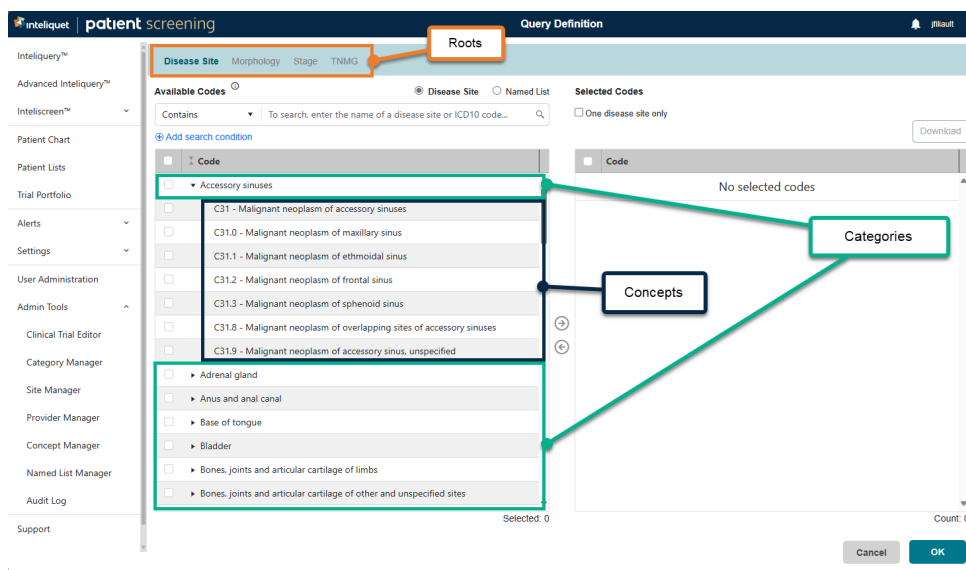 inteliquet | patient screening
Query Definition
jfiliault
Roots
Inteliquery™
Advanced Inteliquery™
Inteliscreen™
Patient Chart
Patient Lists
Trial Portfolio
Alerts
Settings
User Administration
Admin Tools
Clinical Trial Editor
Category Manager
Site Manager
Provider Manager
Concept Manager
Named List Manager
Audit Log
Support
Disease Site Morphology Stage TNMG
Available Codes
Disease Site Named List
Contains
To search, enter the name of a disease site or ICD10 code...
Add search condition
Code
Accessory sinuses
C31 - Malignant neoplasm of accessory sinuses
C31.0 - Malignant neoplasm of maxillary sinus
C31.1 - Malignant neoplasm of ethmoidal sinus
C31.2 - Malignant neoplasm of frontal sinus
C31.3 - Malignant neoplasm of sphenoid sinus
C31.8 - Malignant neoplasm of overlapping sites of accessory sinuses
C31.9 - Malignant neoplasm of accessory sinus, unspecified
Adrenal gland
Anus and anal canal
Base of tongue
Bladder
Bones, joints and articular cartilage of limbs
Bones, joints and articular cartilage of other and unspecified sites
Selected: 0
Selected Codes
One disease site only
Download
Code
No selected codes
Categories
Concepts
Count: 0
Cancel
OK